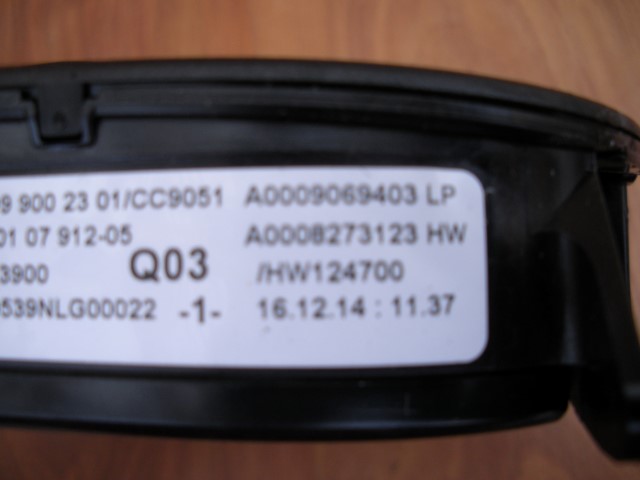 9 900 23 01/CC9051 A0009069403 LP
01 07 912-05 A0008273123 HW
3900 Q03 /HW124700
539NLG00022 -1- 16.12.14 : 11.37